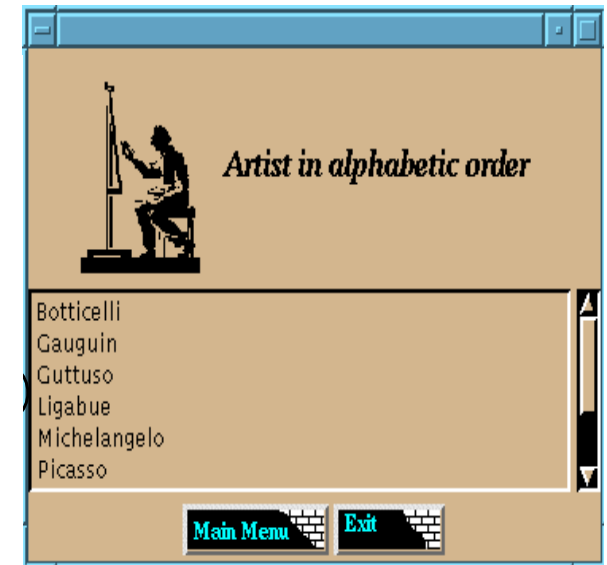 Artist in alphabetic order
Botticelli
Gauguin
Guttuso
Ligabue
Michelangelo
Picasso
Main Menu
Exit